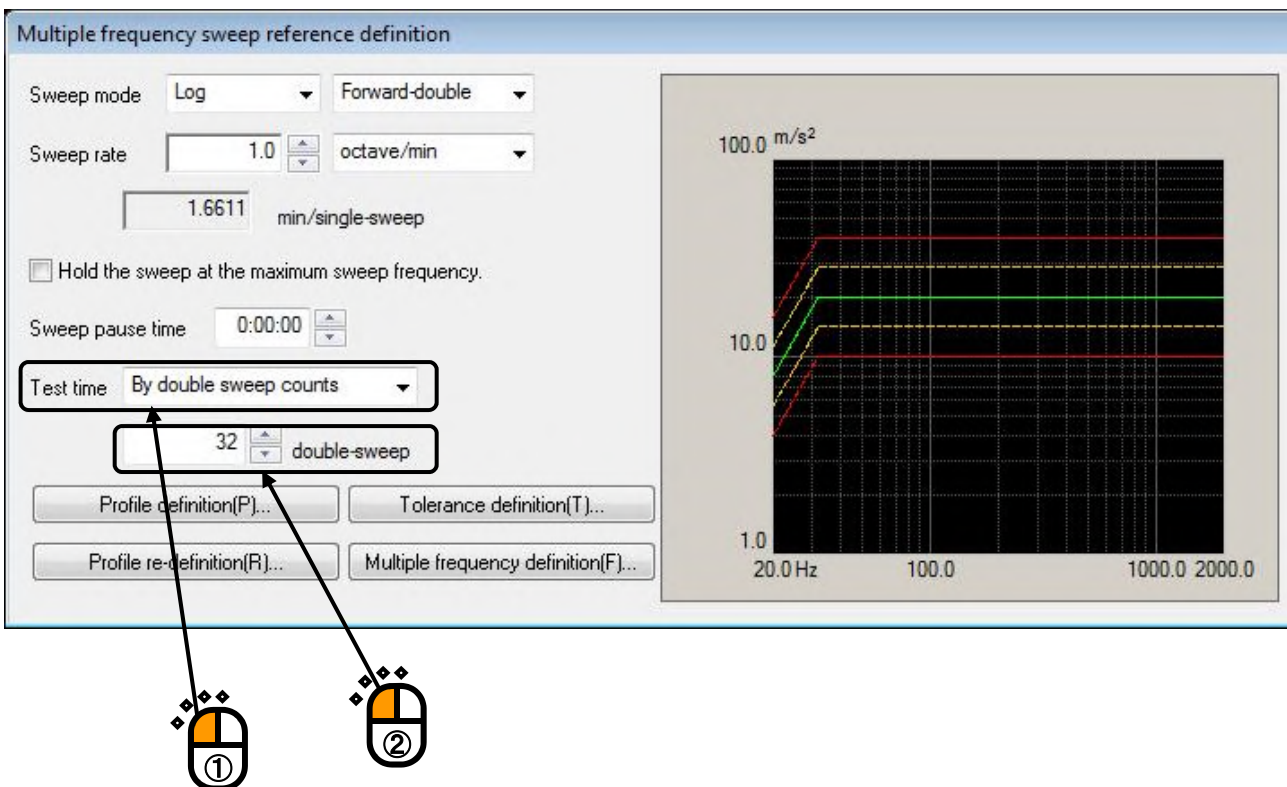 Multiple frequency sweep reference definition
Sweep mode Log Forward-double
Sweep rate 1.0 octave/min
1.6611 min/single-sweep
Hold the sweep at the maximum sweep frequency.
Sweep pause time 0:00:00
Test time By double sweep counts
32 double-sweep
Profile definition(P)... Tolerance definition(T)...
Profile re-definition(R)... Multiple frequency definition(F)...
100.0 m/s²
10.0
1.0
20.0 Hz 100.0 1000.0 2000.0
① ②